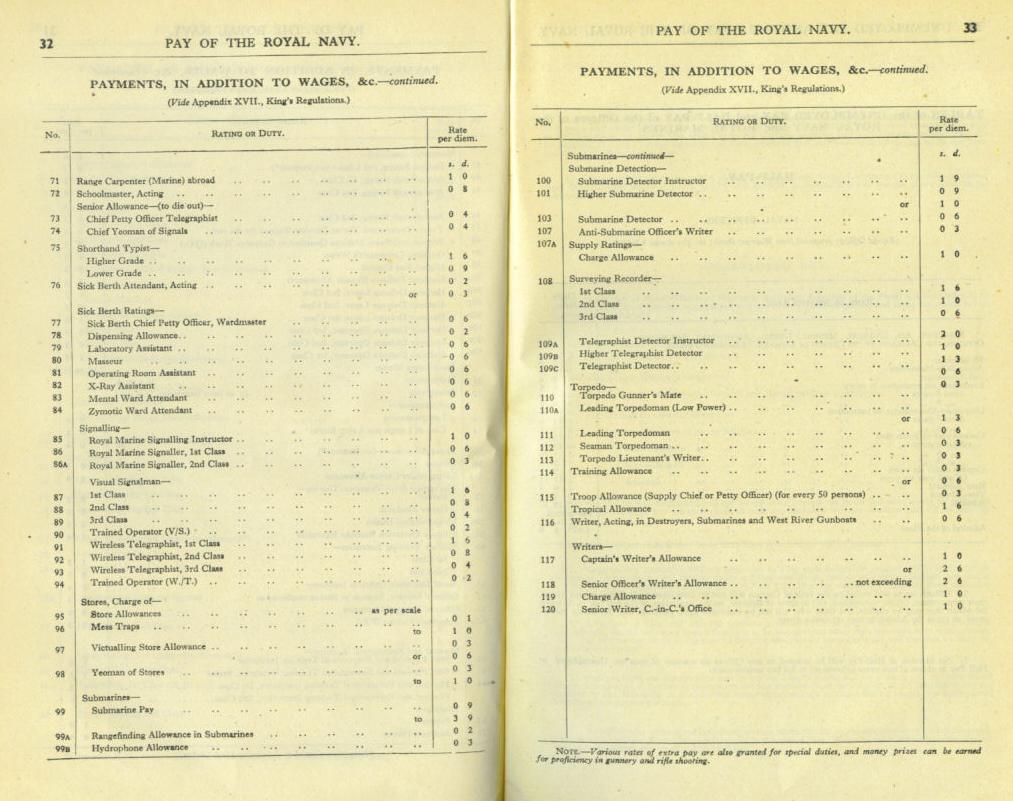 32
PAY OF THE ROYAL NAVY.
PAYMENTS, IN ADDITION TO WAGES, &c.—continued.
(Vide Appendix XVII., King's Regulations.)
No. RATING OR DUTY. Rate per diem.
s. d.
71 Range Carpenter (Marine) abroad 1 0
72 Schoolmaster, Acting 0 8
Senior Allowance—(to die out)—
73 Chief Petty Officer Telegraphist 0 4
74 Chief Yeoman of Signals 0 4
75 Shorthand Typist—
Higher Grade 1 6
Lower Grade 0 9
76 Sick Berth Attendant, Acting 0 2
or 0 3
Sick Berth Ratings—
77 Sick Berth Chief Petty Officer, Wardmaster 0 6
78 Dispensing Allowance 0 2
79 Laboratory Assistant 0 6
80 Masseur 0 6
81 Operating Room Assistant 0 6
82 X-Ray Assistant 0 6
83 Mental Ward Attendant 0 6
84 Zymotic Ward Attendant 0 6
Signalling—
85 Royal Marine Signalling Instructor 1 0
86 Royal Marine Signaller, 1st Class 0 6
86A Royal Marine Signaller, 2nd Class 0 3
Visual Signalman—
87 1st Class 1 6
88 2nd Class 0 8
89 3rd Class 0 4
90 Trained Operator (V/S.) 0 2
91 Wireless Telegraphist, 1st Class 1 6
92 Wireless Telegraphist, 2nd Class 0 8
93 Wireless Telegraphist, 3rd Class 0 4
94 Trained Operator (W./T.) 0 2
Stores, Charge of—
95 Store Allowances as per scale
96 Mess Traps 0 1
to 1 0
97 Victualling Store Allowance 0 3
or 0 6
98 Yeoman of Stores 0 3
to 1 0
Submarines—
99 Submarine Pay 0 9
to 3 9
99A Rangefinding Allowance in Submarines 0 2
99B Hydrophone Allowance 0 3
PAY OF THE ROYAL NAVY.
33
PAYMENTS, IN ADDITION TO WAGES, &c.—continued.
(Vide Appendix XVII., King's Regulations.)
No. RATING OR DUTY. Rate per diem.
s. d.
Submarines—continued—
Submarine Detection—
100 Submarine Detector Instructor 1 9
101 Higher Submarine Detector 0 9
or 1 0
103 Submarine Detector 0 6
107 Anti-Submarine Officer's Writer 0 3
107A Supply Ratings—
Charge Allowance 1 0
108 Surveying Recorder—
1st Class 1 6
2nd Class 1 0
3rd Class 0 6
2 0
109A Telegraphist Detector Instructor 1 0
109B Higher Telegraphist Detector 1 3
109C Telegraphist Detector 0 6
Torpedo— 0 3
110 Torpedo Gunner's Mate
110A Leading Torpedoman (Low Power)
or 1 3
111 Leading Torpedoman 0 6
112 Seaman Torpedoman 0 3
113 Torpedo Lieutenant's Writer 0 3
114 Training Allowance 0 3
or 0 6
115 Troop Allowance (Supply Chief or Petty Officer) (for every 50 persons) 0 3
Tropical Allowance 1 6
116 Writer, Acting, in Destroyers, Submarines and West River Gunboats 0 6
Writers—
117 Captain's Writer's Allowance 1 0
or 2 6
118 Senior Officer's Writer's Allowance not exceeding 2 6
119 Charge Allowance 1 0
120 Senior Writer, C.-in-C.'s Office 1 0
NOTE.—Various rates of extra pay are also granted for special duties, and money prizes can be earned
for proficiency in gunnery and rifle shooting.